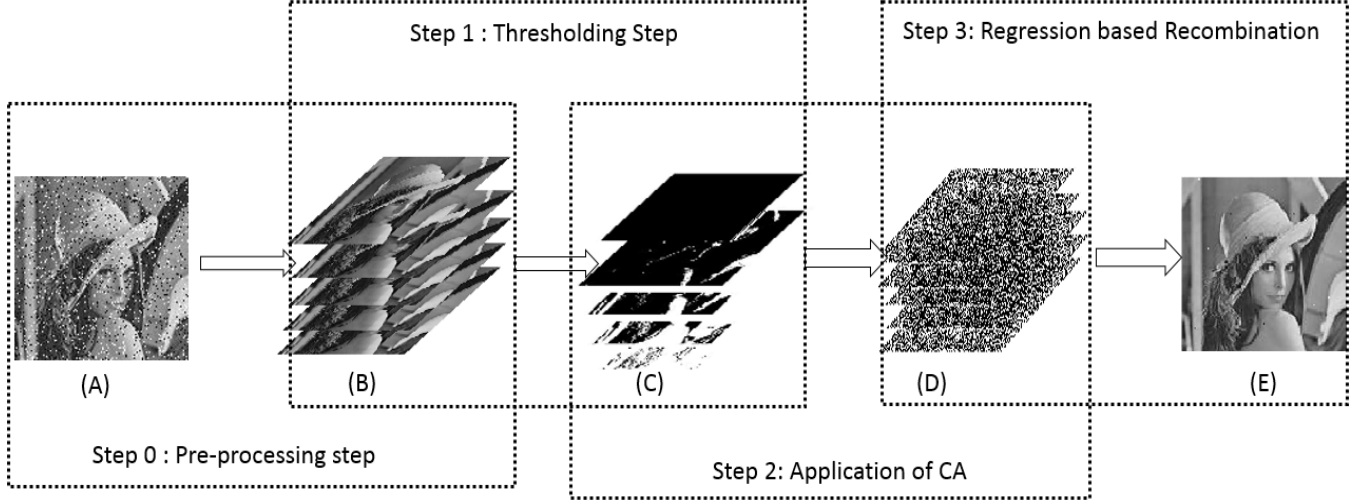 Step 1 : Thresholding Step
Step 3: Regression based Recombination
(A)
(B)
(C)
(D)
(E)
Step 0 : Pre-processing step
Step 2: Application of CA